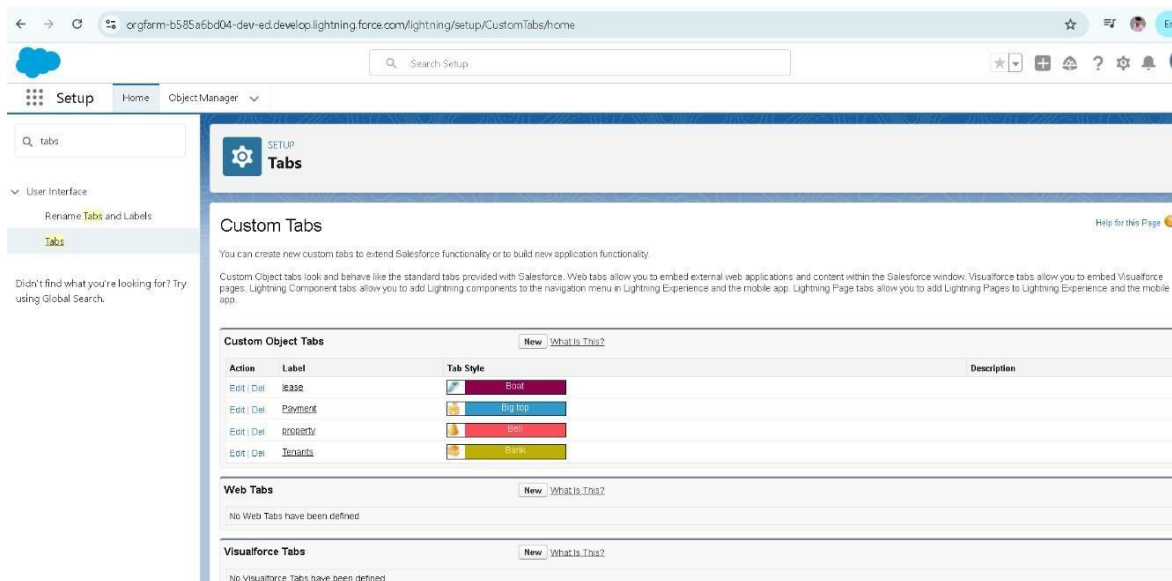 orgfarm-b585a6bd04-dev-ed.develop.lightning.force.com/lightning/setup/CustomTabs/home
Search Setup
Setup Home Object Manager
tabs
SETUP
Tabs
User Interface
Rename Tabs and Labels
Tabs
Didn't find what you're looking for? Try
using Global Search.
Custom Tabs
Help for this Page
You can create new custom tabs to extend Salesforce functionality or to build new application functionality.
Custom Object tabs look and behave like the standard tabs provided with Salesforce. Web tabs allow you to embed external web applications and content within the Salesforce window. Visualforce tabs allow you to embed Visualforce
pages. Lightning Component tabs allow you to add Lightning components to the navigation menu in Lightning Experience and the mobile app. Lightning Page tabs allow you to add Lightning Pages to Lightning Experience and the mobile
app.
Custom Object Tabs New What Is This?
Action Label Tab Style Description
Edit | Del lease Boat
Edit | Del Payment Big top
Edit | Del property Bell
Edit | Del Tenants Bank
Web Tabs New What Is This?
No Web Tabs have been defined
Visualforce Tabs New What Is This?
No Visualforce Tabs have been defined